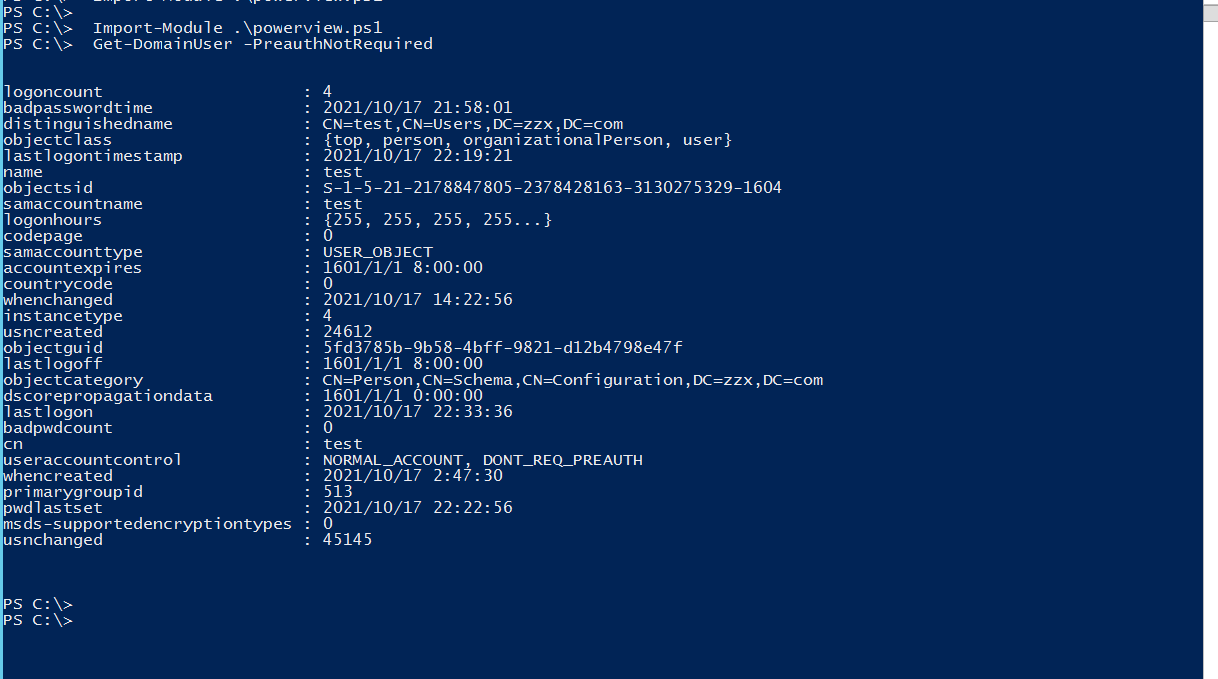 PS C:\> Import-Module .\powerview.ps1
PS C:\>
PS C:\> Import-Module .\powerview.ps1
PS C:\> Get-DomainUser -PreauthNotRequired
logoncount : 4
badpasswordtime : 2021/10/17 21:58:01
distinguishedname : CN=test,CN=Users,DC=zzx,DC=com
objectclass : {top, person, organizationalPerson, user}
lastlogontimestamp : 2021/10/17 22:19:21
name : test
objectsid : S-1-5-21-2178847805-2378428163-3130275329-1604
samaccountname : test
logonhours : {255, 255, 255, 255...}
codepage : 0
samaccounttype : USER_OBJECT
accountexpires : 1601/1/1 8:00:00
countrycode : 0
whenchanged : 2021/10/17 14:22:56
instancetype : 4
usncreated : 24612
objectguid : 5fd3785b-9b58-4bff-9821-d12b4798e47f
lastlogoff : 1601/1/1 8:00:00
objectcategory : CN=Person,CN=Schema,CN=Configuration,DC=zzx,DC=com
dscorepropagationdata : 1601/1/1 0:00:00
lastlogon : 2021/10/17 22:33:36
badpwdcount : 0
cn : test
useraccountcontrol : NORMAL_ACCOUNT, DONT_REQ_PREAUTH
whencreated : 2021/10/17 2:47:30
primarygroupid : 513
pwdlastset : 2021/10/17 22:22:56
msds-supportedencryptiontypes : 0
usnchanged : 45145
PS C:\>
PS C:\>